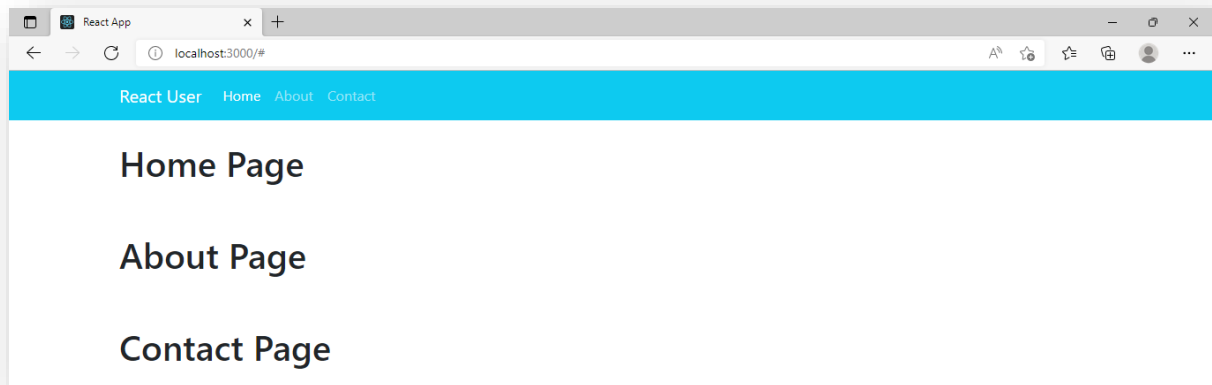 React App
localhost:3000/#
React User Home About Contact
Home Page
About Page
Contact Page